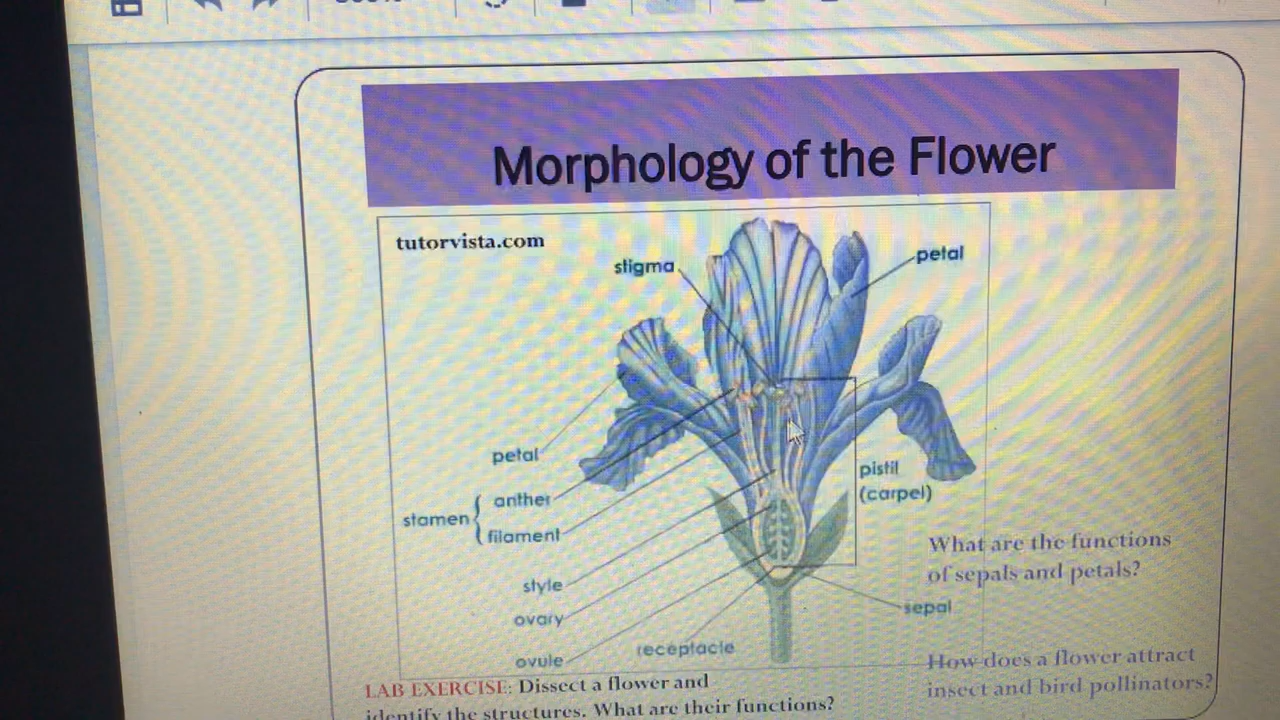 Morphology of the Flower
tutorvista.com
stigma
petal
petal
anther
stamen
filament
pistil
(carpel)
style
ovary
ovule
receptacle
sepal
What are the functions
of sepals and petals?
How does a flower attract
insect and bird pollinators?
LAB EXERCISE: Dissect a flower and
identify the structures. What are their functions?